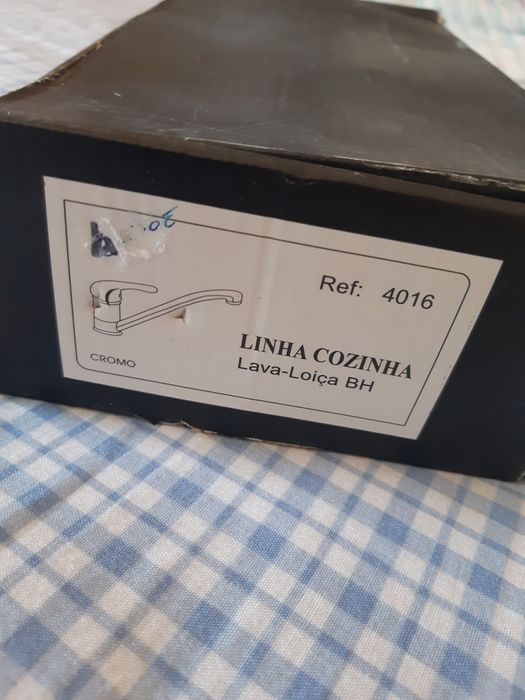 Ref: 4016
LINHA COZINHA
Lava-Loiça BH
CROMO